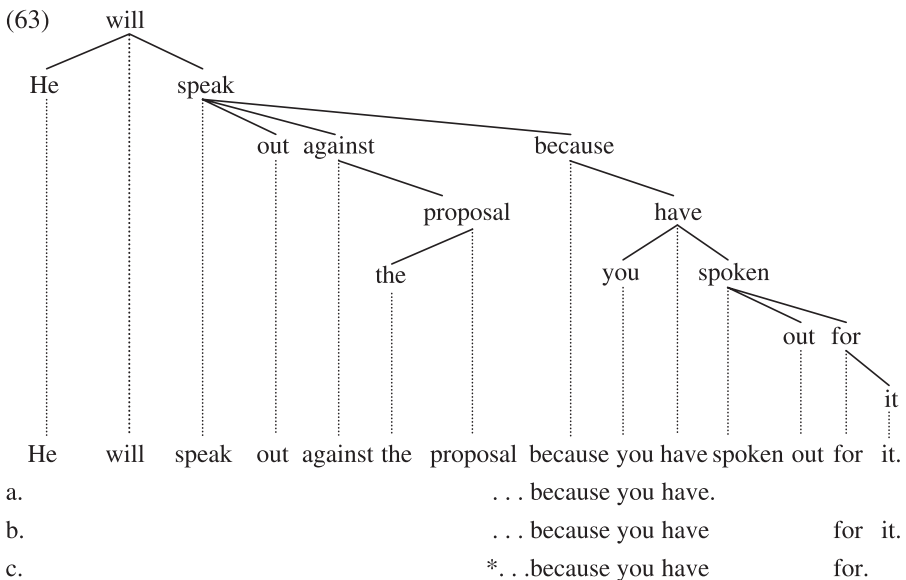 (63) will
He speak
out against because
proposal have
the you spoken
out for
it
He will speak out against the proposal because you have spoken out for it.
a. . . . because you have.
b. . . . because you have for it.
c. *. . .because you have for.